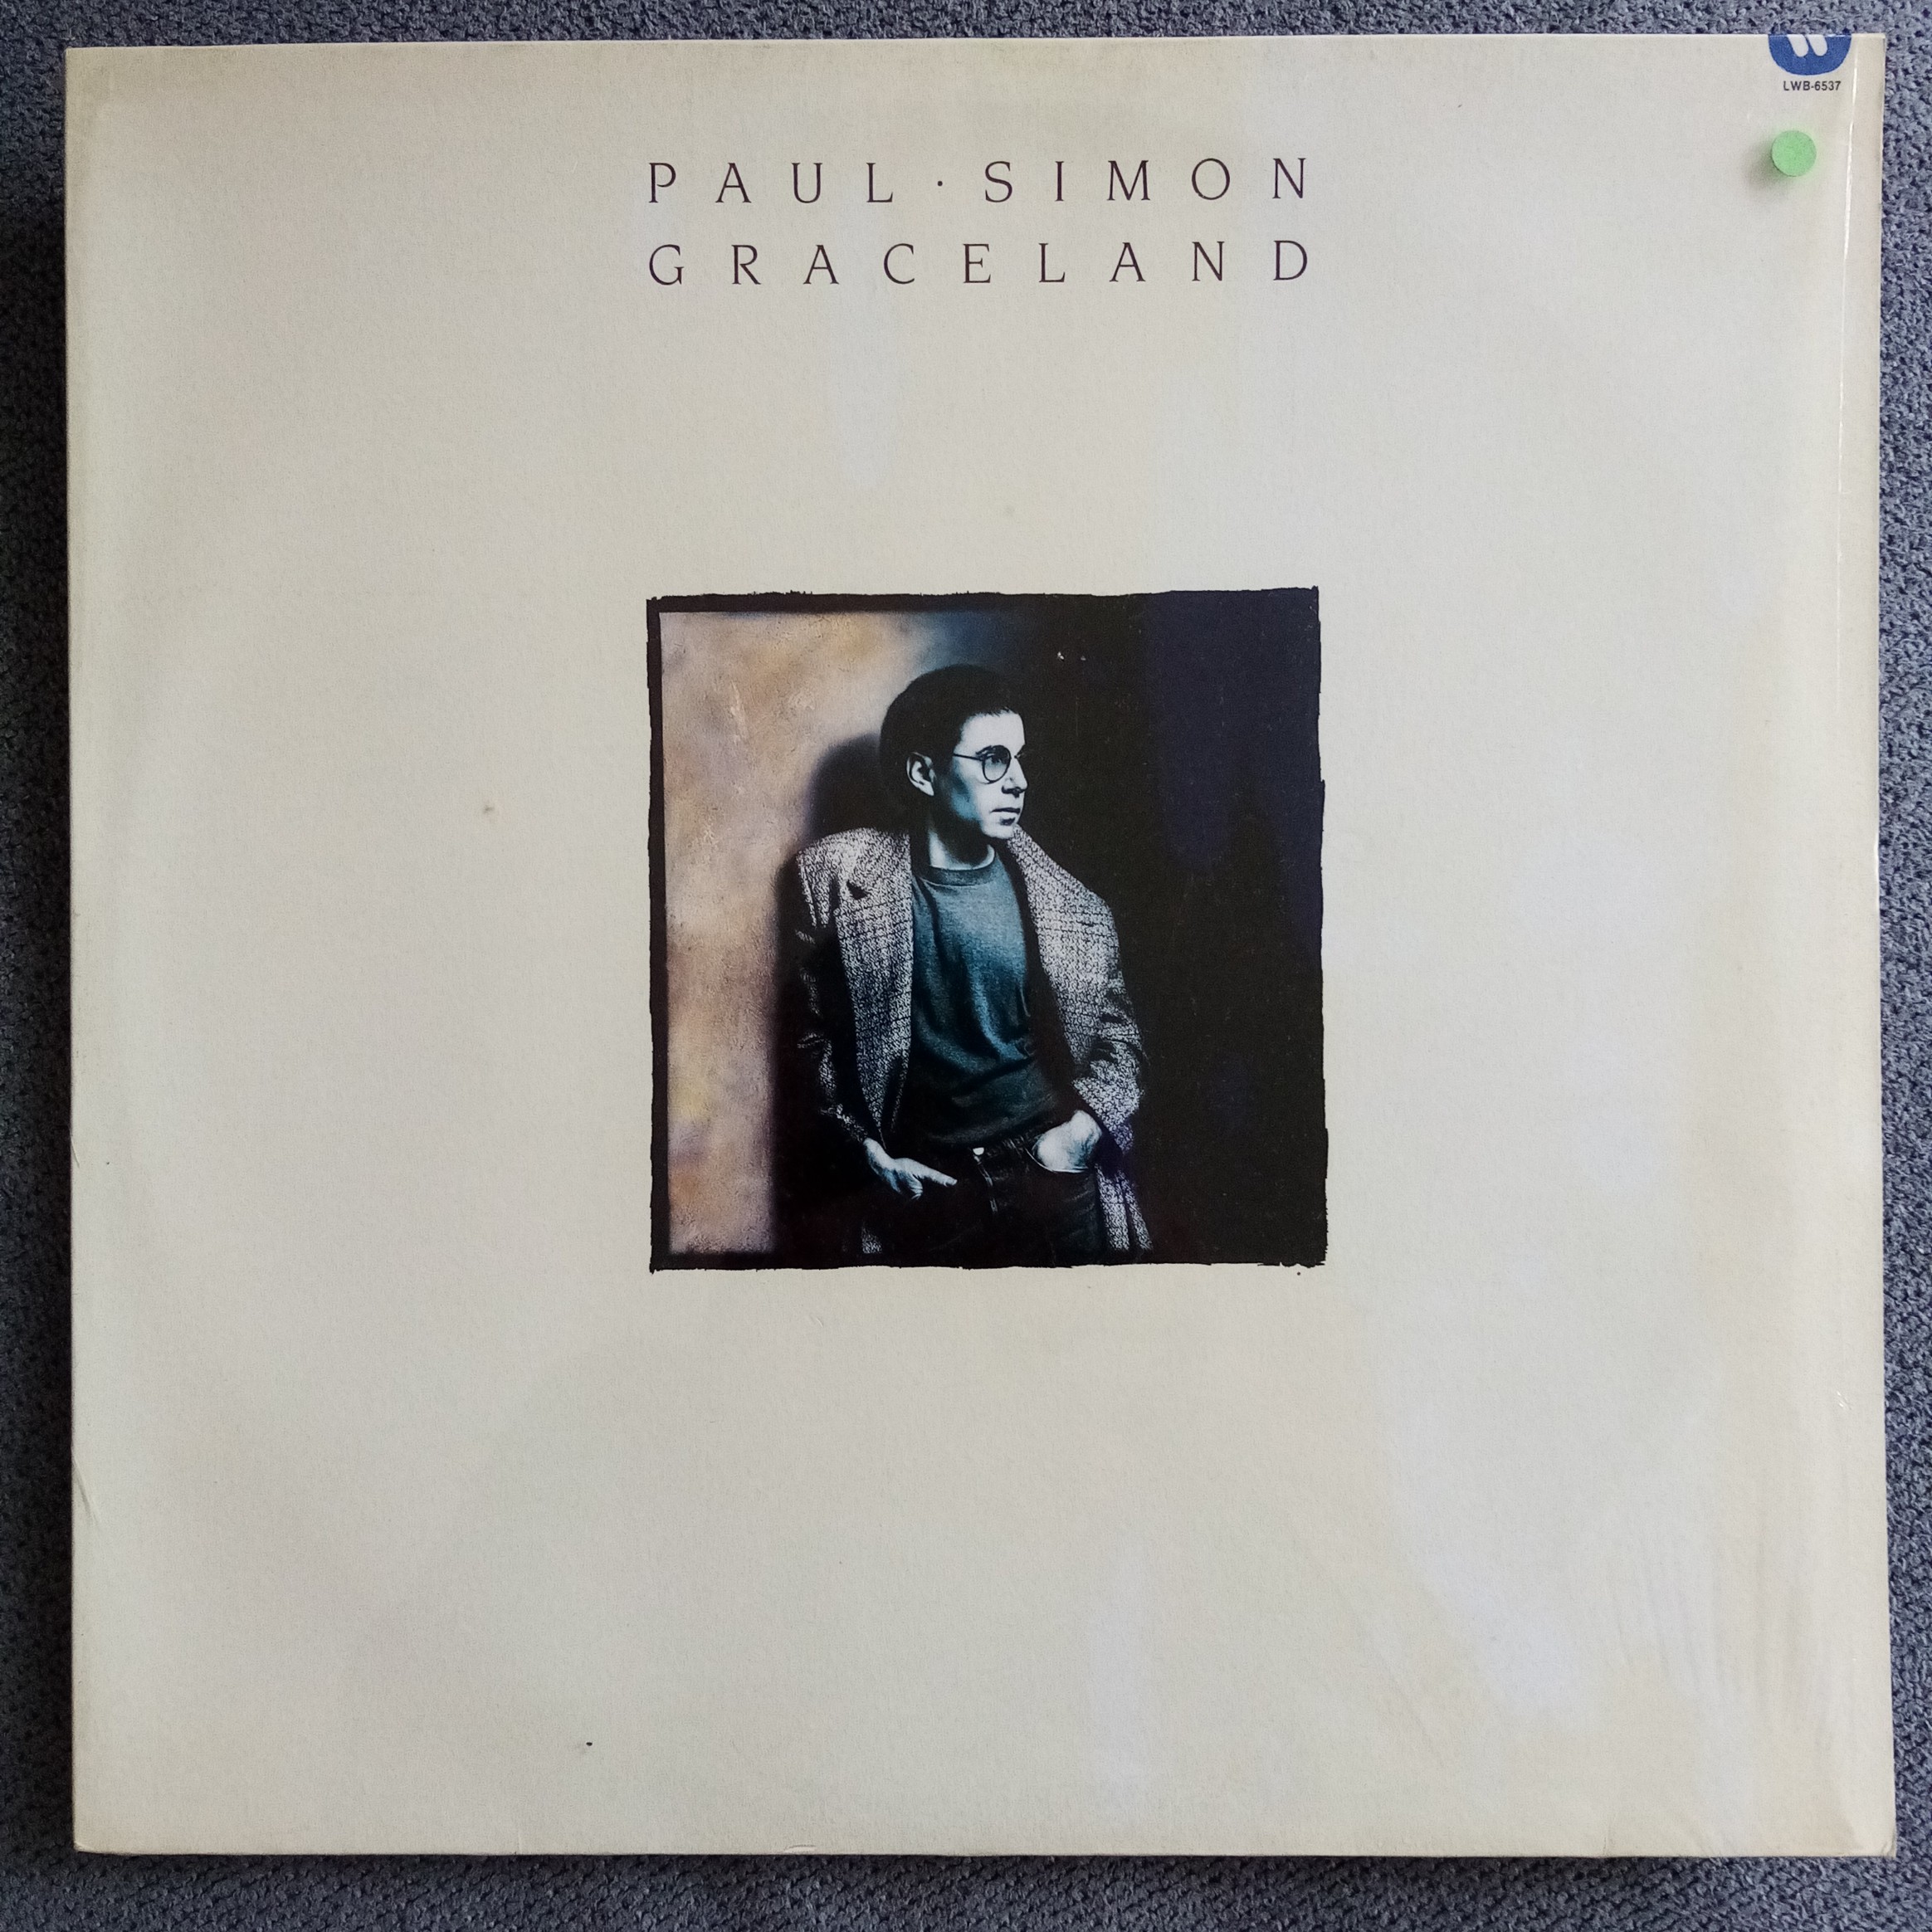 LWB-6537
PAUL · SIMON
GRACELAND